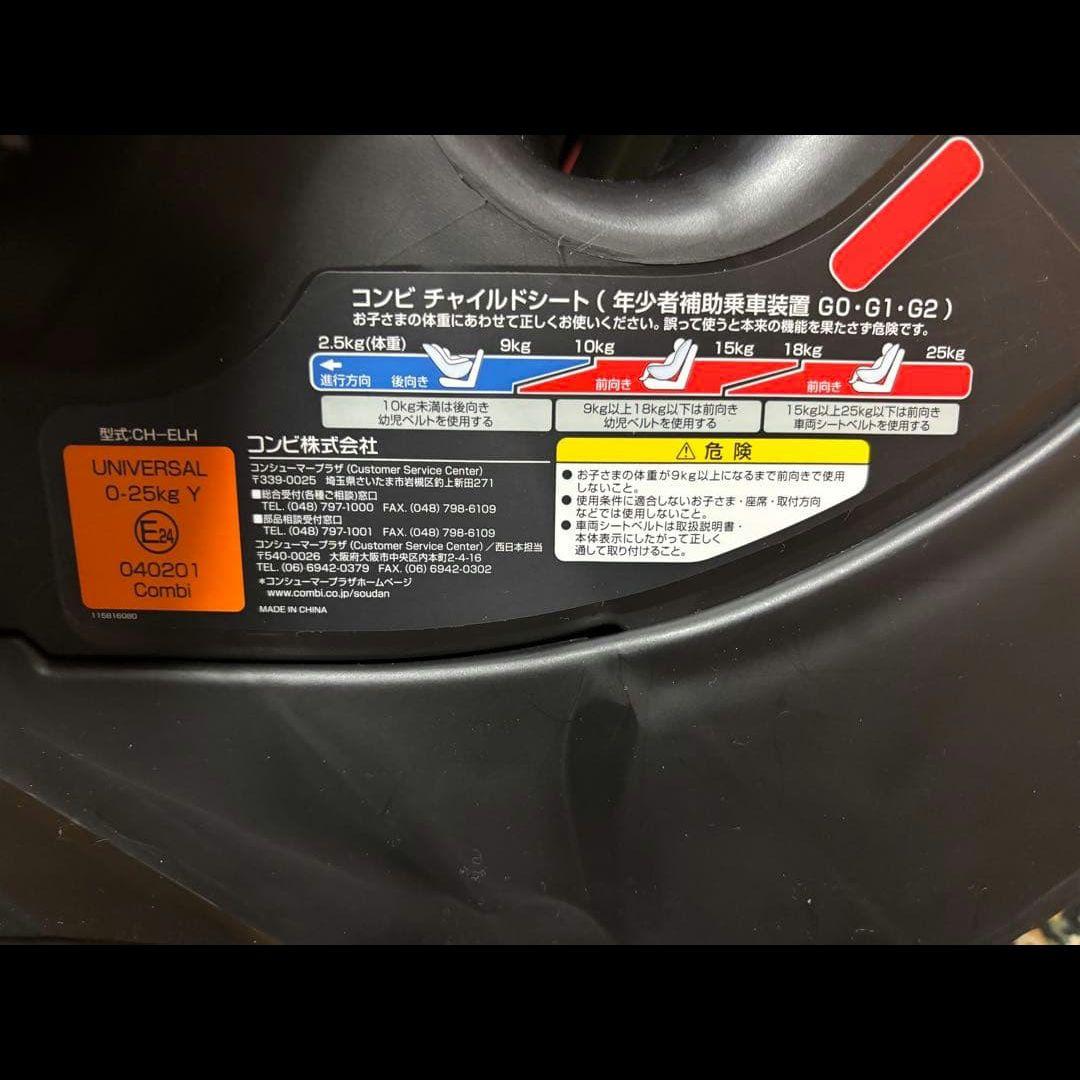 コンビ チャイルドシート ( 年少者補助乗車装置 G0・G1・G2 )
お子さまの体重にあわせて正しくお使いください。誤って使うと本来の機能を果たさず危険です。
2.5kg(体重) 9kg 10kg 15kg 18kg 25kg
進行方向 後向き 前向き 前向き
10kg未満は後向き
幼児ベルトを使用する
9kg以上18kg以下は前向き
幼児ベルトを使用する
15kg以上25kg以下は前向き
車両シートベルトを使用する
型式:CH-ELH
UNIVERSAL
0-25kg Y
E24
040201
Combi
115816080
コンビ株式会社
コンシューマープラザ (Customer Service Center)
〒339-0025 埼玉県さいたま市岩槻区釣上新田271
■総合受付(各種ご相談)窓口
TEL. (048) 797-1000 FAX. (048) 798-6109
■部品相談受付窓口
TEL. (048) 797-1001 FAX. (048) 798-6109
コンシューマープラザ (Customer Service Center) /西日本担当
〒540-0026 大阪府大阪市中央区内本町2-4-16
TEL. (06) 6942-0379 FAX. (06) 6942-0302
*コンシューマープラザホームページ
www.combi.co.jp/soudan
MADE IN CHINA
危険
● お子さまの体重が9kg以上になるまで前向きで使用
しないこと。
● 使用条件に適合しないお子さま・座席・取付方向
などでは使用しないこと。
● 車両シートベルトは取扱説明書・
本体表示にしたがって正しく
通して取り付けること。